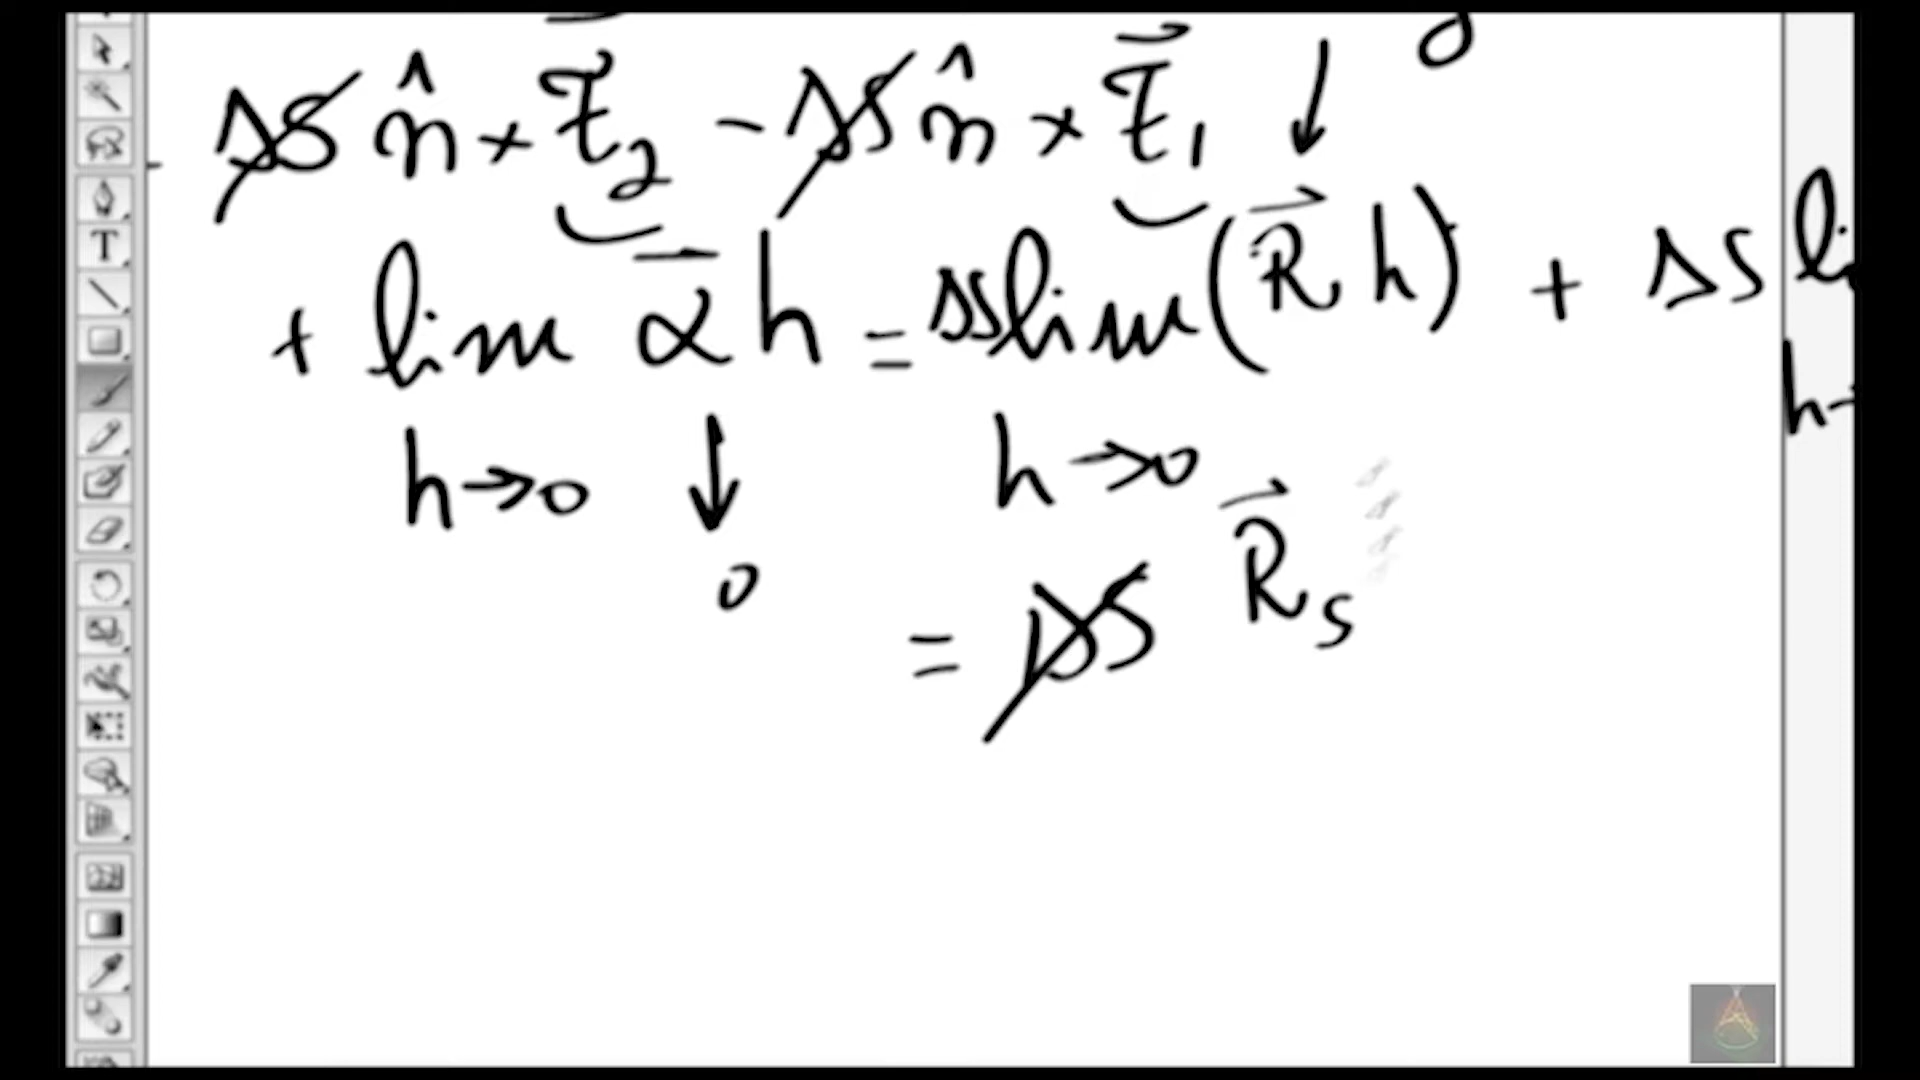 ΔS n̂ × F⃗₂ − ΔS n̂ × F⃗₁ ↓
+ lim α⃗ h = ΔS lim (R⃗ h) + ΔS li
h→0 ↓ h→0 h→
0
= ΔS R⃗s